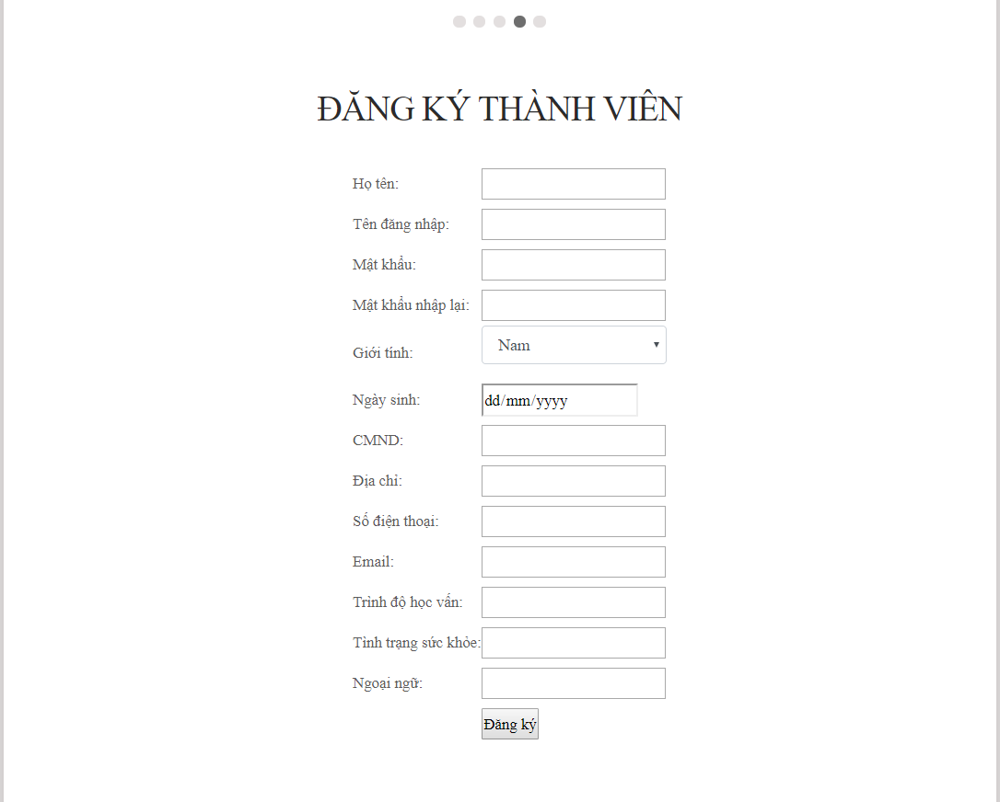 ĐĂNG KÝ THÀNH VIÊN
Họ tên:
Tên đăng nhập:
Mật khẩu:
Mật khẩu nhập lại:
Giới tính: Nam
Ngày sinh: dd/mm/yyyy
CMND:
Địa chỉ:
Số điện thoại:
Email:
Trình độ học vấn:
Tình trạng sức khỏe:
Ngoại ngữ:
Đăng ký